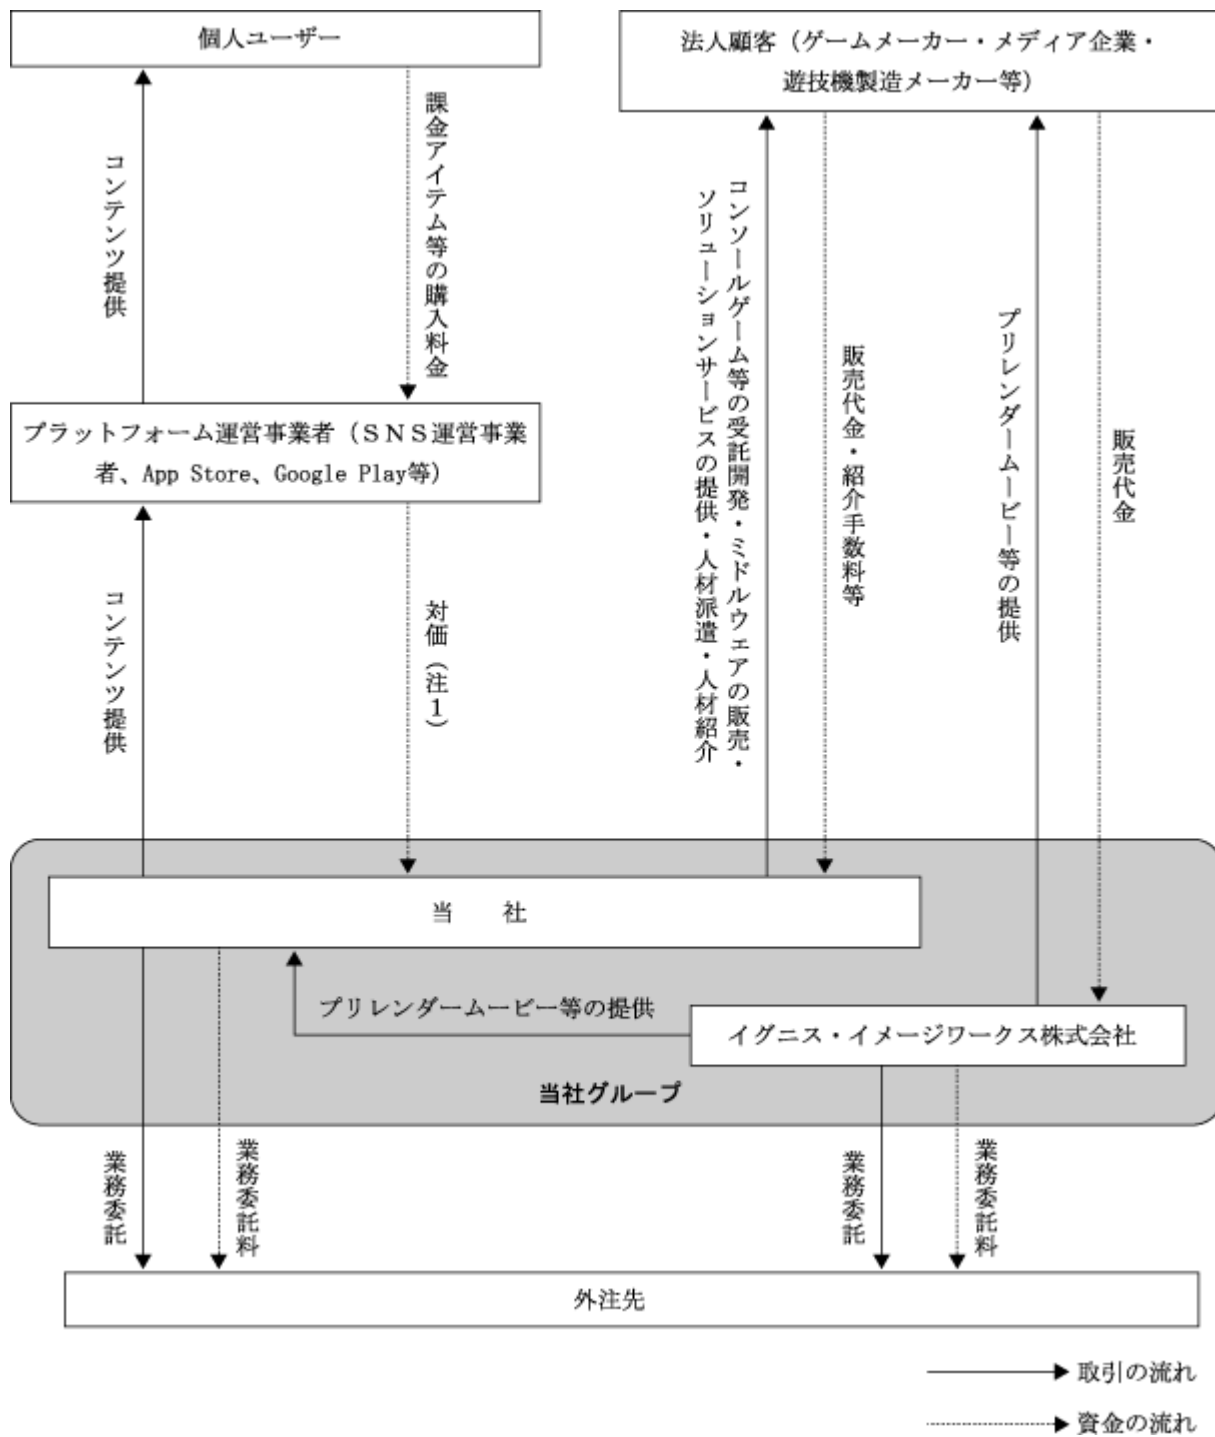 個人ユーザー
法人顧客（ゲームメーカー・メディア企業・
遊技機製造メーカー等）
コンテンツ提供
課金アイテム等の購入料金
コンソールゲーム等の受託開発・ミドルウェアの販売・
ソリューションサービスの提供・人材派遣・人材紹介
販売代金・紹介手数料等
プリレンダームービー等の提供
販売代金
プラットフォーム運営事業者（ＳＮＳ運営事業
者、App Store、Google Play等）
コンテンツ提供
対価（注１）
当　　社
プリレンダームービー等の提供
イグニス・イメージワークス株式会社
当社グループ
業務委託
業務委託料
業務委託
業務委託料
外注先
取引の流れ
資金の流れ